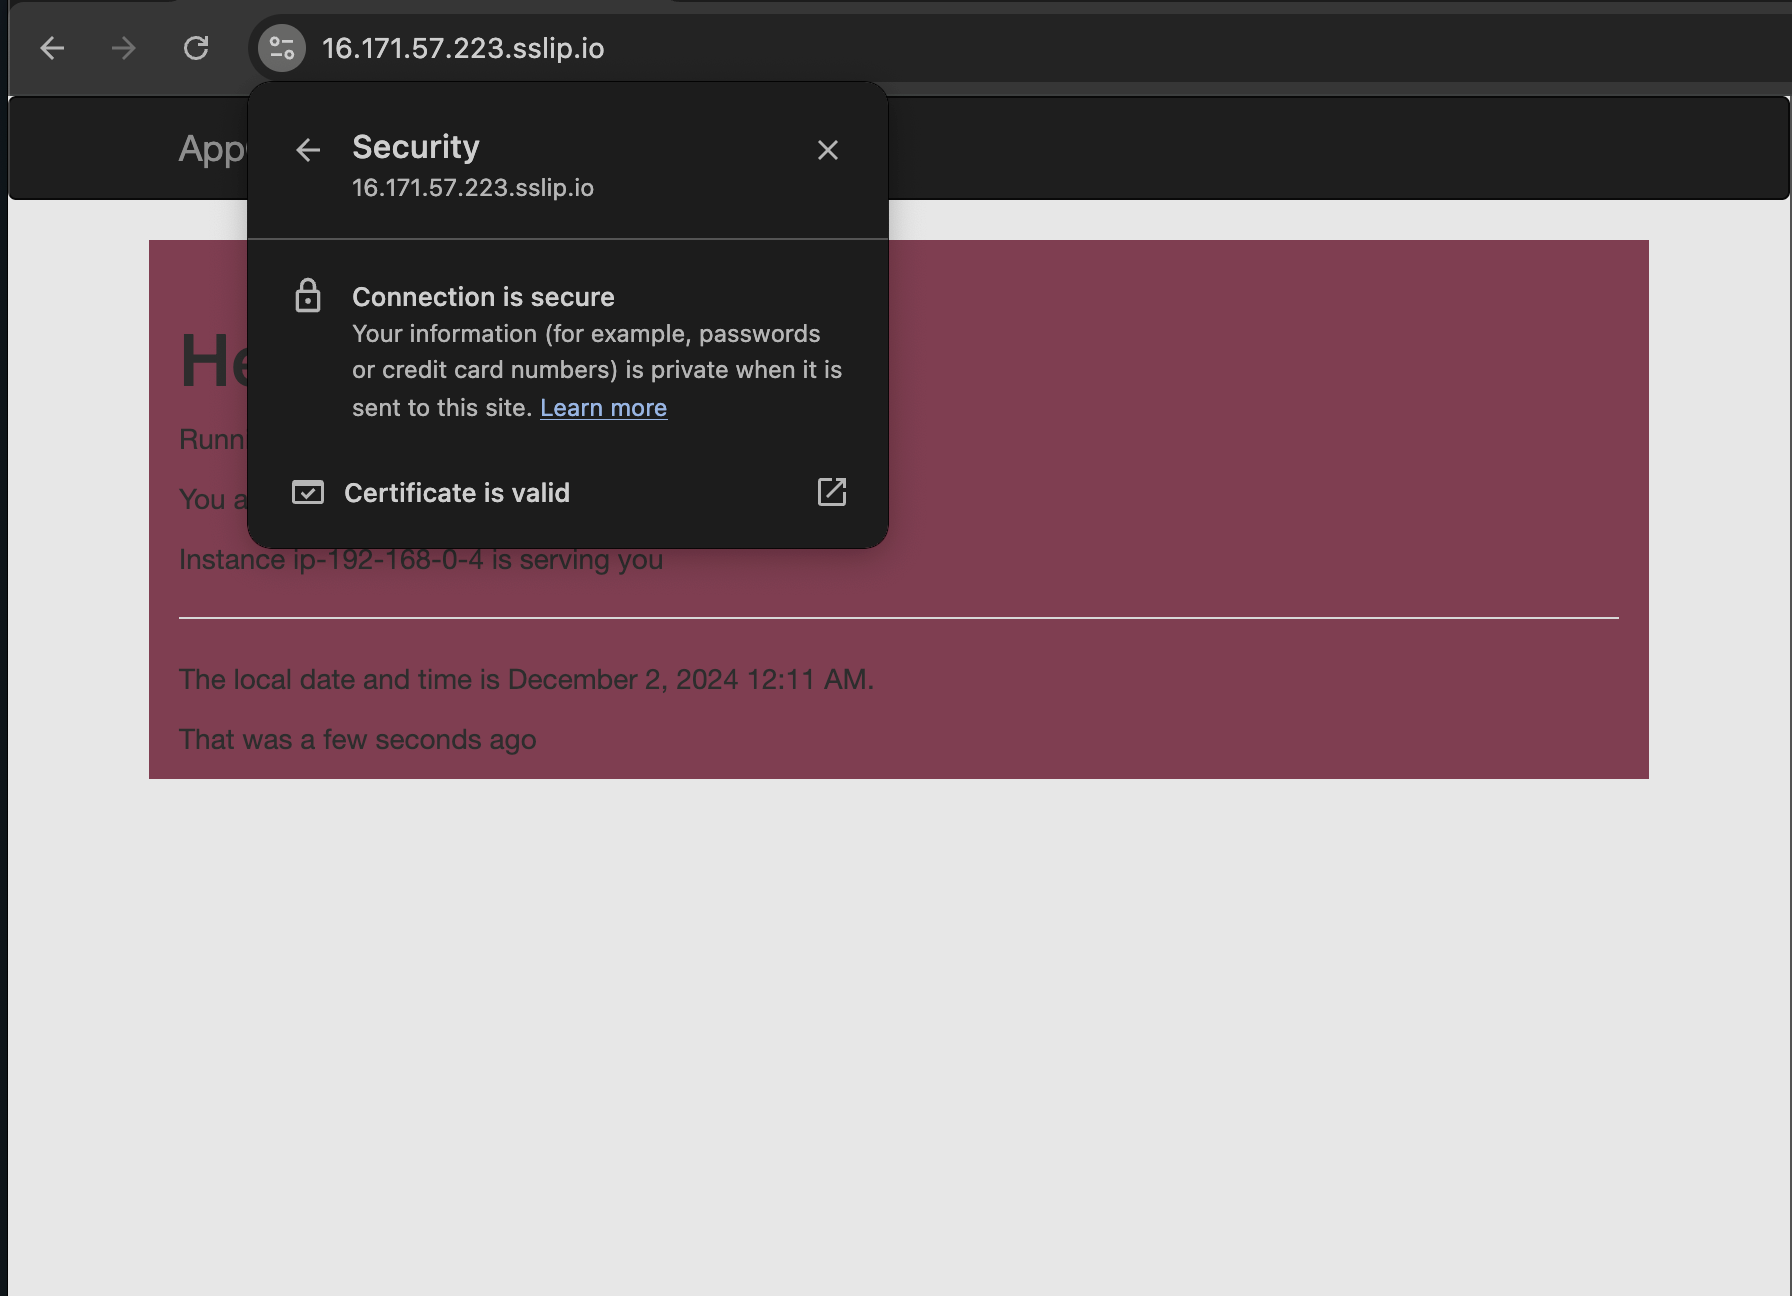 16.171.57.223.sslip.io
Security
16.171.57.223.sslip.io
Connection is secure
Your information (for example, passwords
or credit card numbers) is private when it is
sent to this site. Learn more
Certificate is valid
App
He
Runn
You a
Instance ip-192-168-0-4 is serving you
The local date and time is December 2, 2024 12:11 AM.
That was a few seconds ago